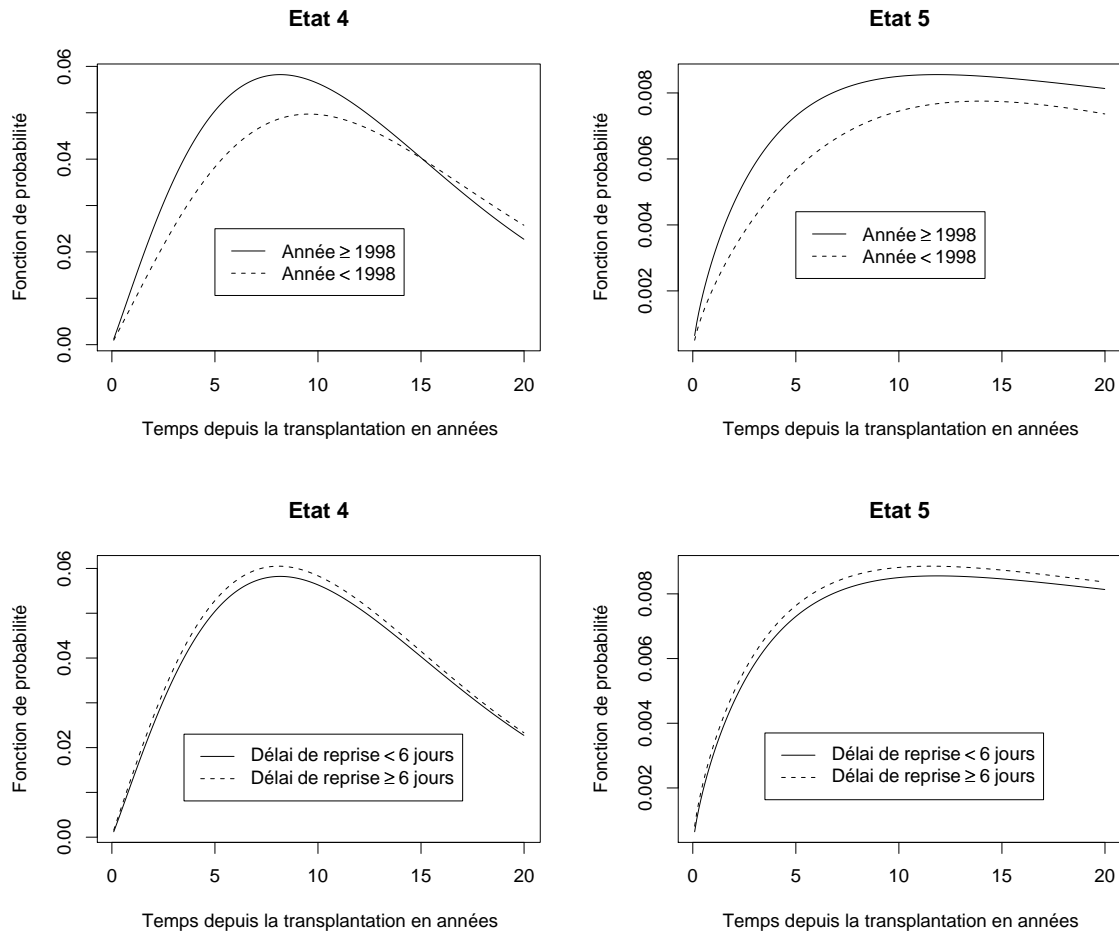 Etat 4
Fonction de probabilité
0.00 0.02 0.04 0.06
Année ≥ 1998
Année < 1998
0 5 10 15 20
Temps depuis la transplantation en années
Etat 5
Fonction de probabilité
0.002 0.004 0.006 0.008
Année ≥ 1998
Année < 1998
0 5 10 15 20
Temps depuis la transplantation en années
Etat 4
Fonction de probabilité
0.00 0.02 0.04 0.06
Délai de reprise < 6 jours
Délai de reprise ≥ 6 jours
0 5 10 15 20
Temps depuis la transplantation en années
Etat 5
Fonction de probabilité
0.002 0.004 0.006 0.008
Délai de reprise < 6 jours
Délai de reprise ≥ 6 jours
0 5 10 15 20
Temps depuis la transplantation en années